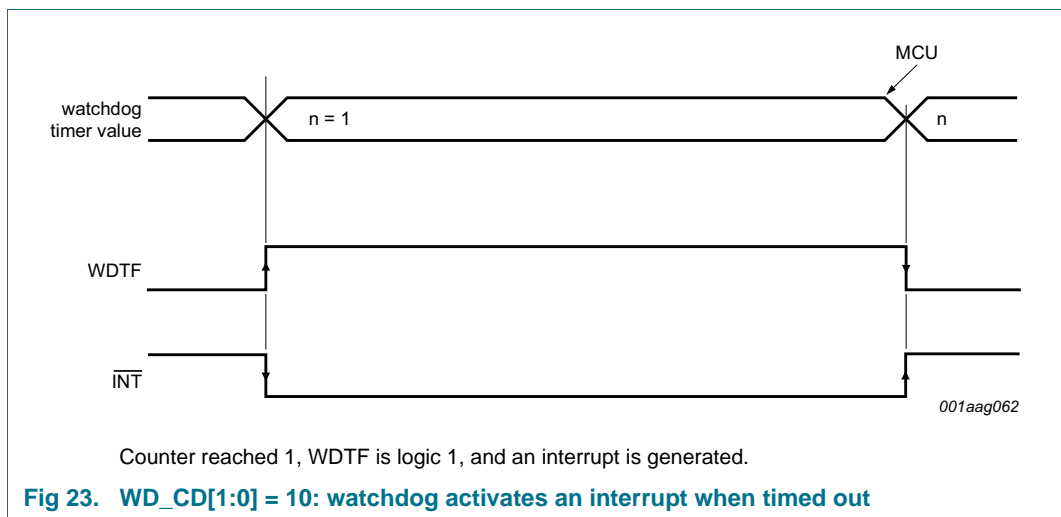 MCU
watchdog
timer value
n = 1
n
WDTF
INT
001aag062
Counter reached 1, WDTF is logic 1, and an interrupt is generated.
Fig 23. WD_CD[1:0] = 10: watchdog activates an interrupt when timed out